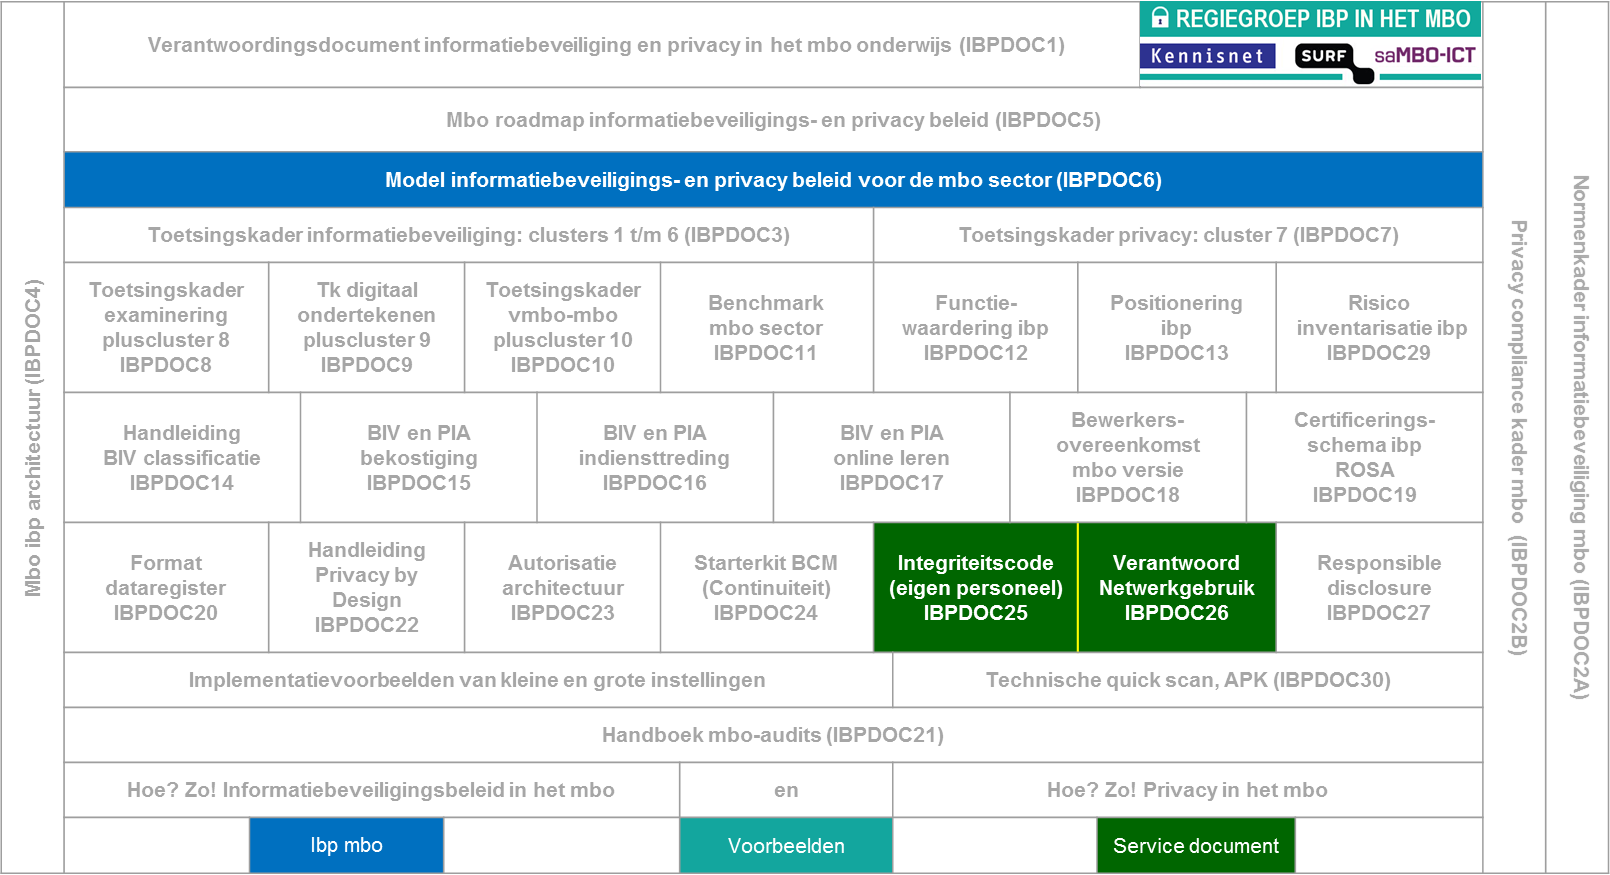 Verantwoordingsdocument informatiebeveiliging en privacy in het mbo onderwijs (IBPDOC1)
REGIEGROEP IBP IN HET MBO
Kennisnet
SURF
saMBO-ICT
Mbo roadmap informatiebeveiligings- en privacy beleid (IBPDOC5)
Model informatiebeveiligings- en privacy beleid voor de mbo sector (IBPDOC6)
Toetsingskader informatiebeveiliging: clusters 1 t/m 6 (IBPDOC3)
Toetsingskader privacy: cluster 7 (IBPDOC7)
Toetsingskader
examinering
pluscluster 8
IBPDOC8
Tk digitaal
ondertekenen
pluscluster 9
IBPDOC9
Toetsingskader
vmbo-mbo
pluscluster 10
IBPDOC10
Benchmark
mbo sector
IBPDOC11
Functie-
waardering ibp
IBPDOC12
Positionering
ibp
IBPDOC13
Risico
inventarisatie ibp
IBPDOC29
Handleiding
BIV classificatie
IBPDOC14
BIV en PIA
bekostiging
IBPDOC15
BIV en PIA
indiensttreding
IBPDOC16
BIV en PIA
online leren
IBPDOC17
Bewerkers-
overeenkomst
mbo versie
IBPDOC18
Certificerings-
schema ibp
ROSA
IBPDOC19
Format
dataregister
IBPDOC20
Handleiding
Privacy by
Design
IBPDOC22
Autorisatie
architectuur
IBPDOC23
Starterkit BCM
(Continuiteit)
IBPDOC24
Integriteitscode
(eigen personeel)
IBPDOC25
Verantwoord
Netwerkgebruik
IBPDOC26
Responsible
disclosure
IBPDOC27
Implementatievoorbeelden van kleine en grote instellingen
Technische quick scan, APK (IBPDOC30)
Handboek mbo-audits (IBPDOC21)
Hoe? Zo! Informatiebeveiligingsbeleid in het mbo
en
Hoe? Zo! Privacy in het mbo
Ibp mbo
Voorbeelden
Service document
Mbo ibp architectuur (IBPDOC4)
Privacy compliance kader mbo (IBPDOC2B)
Normenkader informatiebeveiliging mbo (IBPDOC2A)